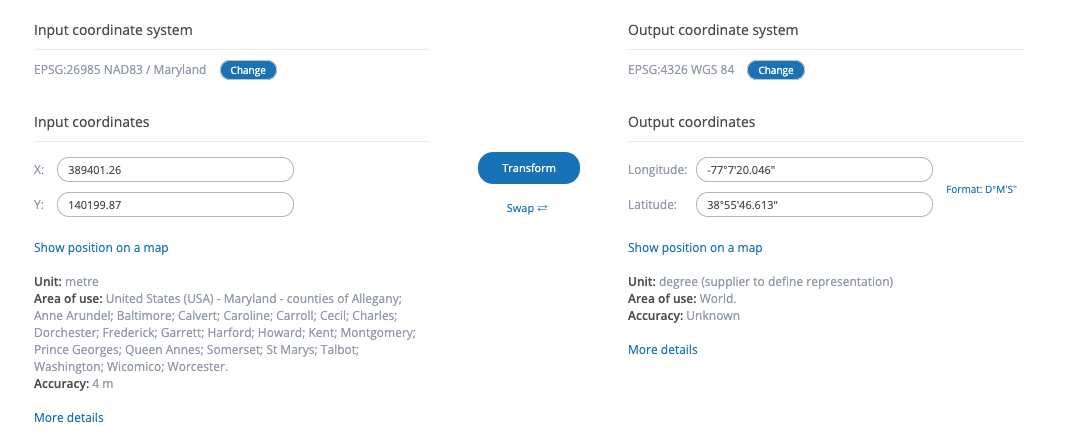 Input coordinate system
EPSG:26985 NAD83 / Maryland Change
Input coordinates
X: 389401.26
Y: 140199.87
Show position on a map
Unit: metre
Area of use: United States (USA) - Maryland - counties of Allegany;
Anne Arundel; Baltimore; Calvert; Caroline; Carroll; Cecil; Charles;
Dorchester; Frederick; Garrett; Harford; Howard; Kent; Montgomery;
Prince Georges; Queen Annes; Somerset; St Marys; Talbot;
Washington; Wicomico; Worcester.
Accuracy: 4 m
More details
Transform
Swap ⇄
Output coordinate system
EPSG:4326 WGS 84 Change
Output coordinates
Longitude: -77°7'20.046"
Latitude: 38°55'46.613"
Format: D°M'S"
Show position on a map
Unit: degree (supplier to define representation)
Area of use: World.
Accuracy: Unknown
More details